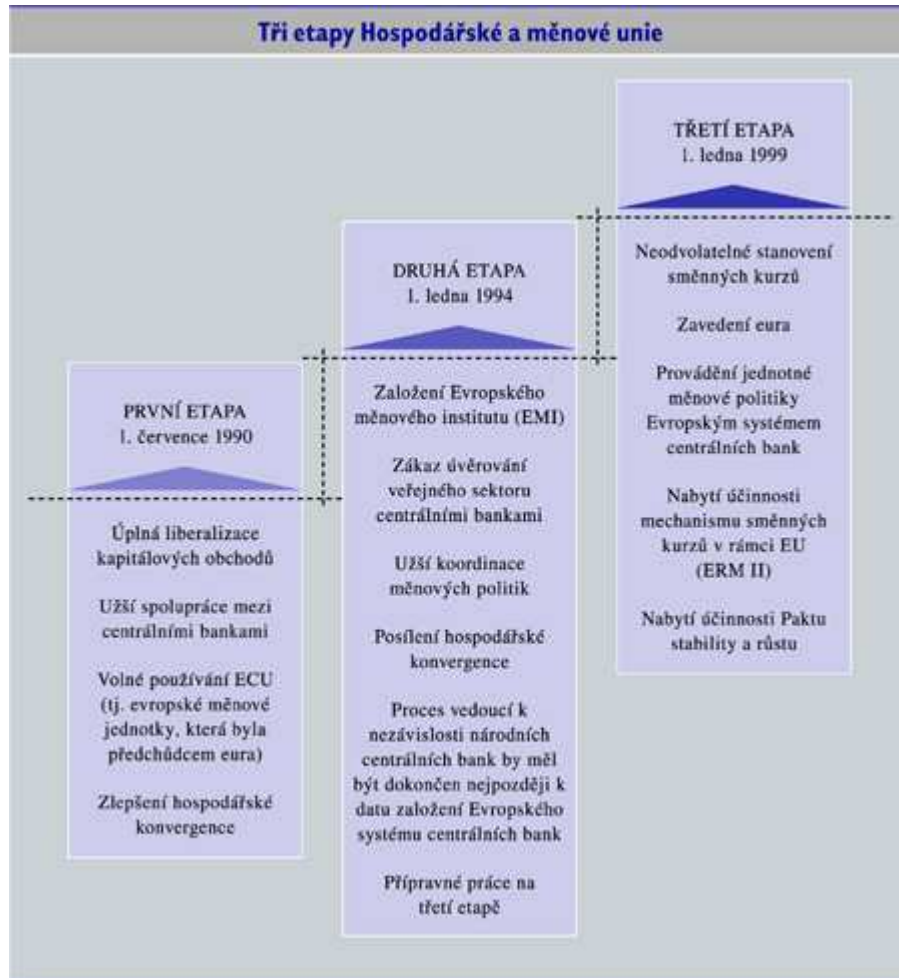 Tři etapy Hospodářské a měnové unie
PRVNÍ ETAPA
1. července 1990
Úplná liberalizace
kapitálových obchodů
Užší spolupráce mezi
centrálními bankami
Volné používání ECU
(tj. evropské měnové
jednotky, která byla
předchůdcem eura)
Zlepšení hospodářské
konvergence
DRUHÁ ETAPA
1. ledna 1994
Založení Evropského
měnového institutu (EMI)
Zákaz úvěrování
veřejného sektoru
centrálními bankami
Užší koordinace
měnových politik
Posílení hospodářské
konvergence
Proces vedoucí k
nezávislosti národních
centrálních bank by měl
být dokončen nejpozději k
datu založení Evropského
systému centrálních bank
Přípravné práce na
třetí etapě
TŘETÍ ETAPA
1. ledna 1999
Neodvolatelné stanovení
směnných kurzů
Zavedení eura
Provádění jednotné
měnové politiky
Evropským systémem
centrálních bank
Nabytí účinnosti
mechanismu směnných
kurzů v rámci EU
(ERM II)
Nabytí účinnosti Paktu
stability a růstu